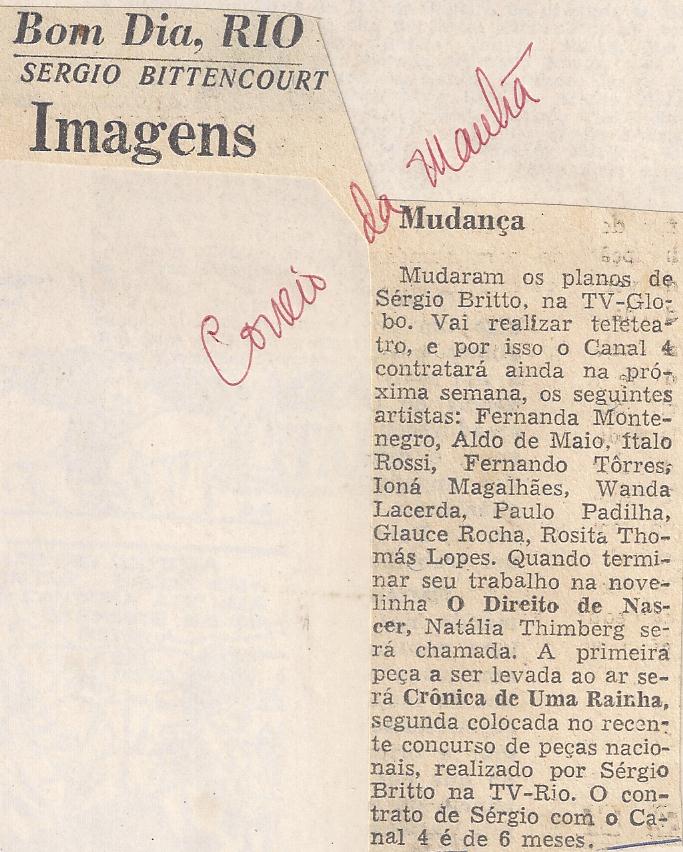 Bom Dia, RIO
SERGIO BITTENCOURT
Imagens
Correio da Manhã
Mudança
Mudaram os planos de
Sérgio Britto, na TV-Glo-
bo. Vai realizar teletea-
tro, e por isso o Canal 4
contratará ainda na pró-
xima semana, os seguintes
artistas: Fernanda Monte-
negro, Aldo de Maio, Ítalo
Rossi, Fernando Tôrres,
Ioná Magalhães, Wanda
Lacerda, Paulo Padilha,
Glauce Rocha, Rosita Tho-
más Lopes. Quando termi-
nar seu trabalho na nove-
linha O Direito de Nas-
cer, Natália Thimberg se-
rá chamada. A primeira
peça a ser levada ao ar se-
rá Crônica de Uma Rainha,
segunda colocada no recen-
te concurso de peças nacio-
nais, realizado por Sérgio
Britto na TV-Rio. O con-
trato de Sérgio com o Ca-
nal 4 é de 6 meses.